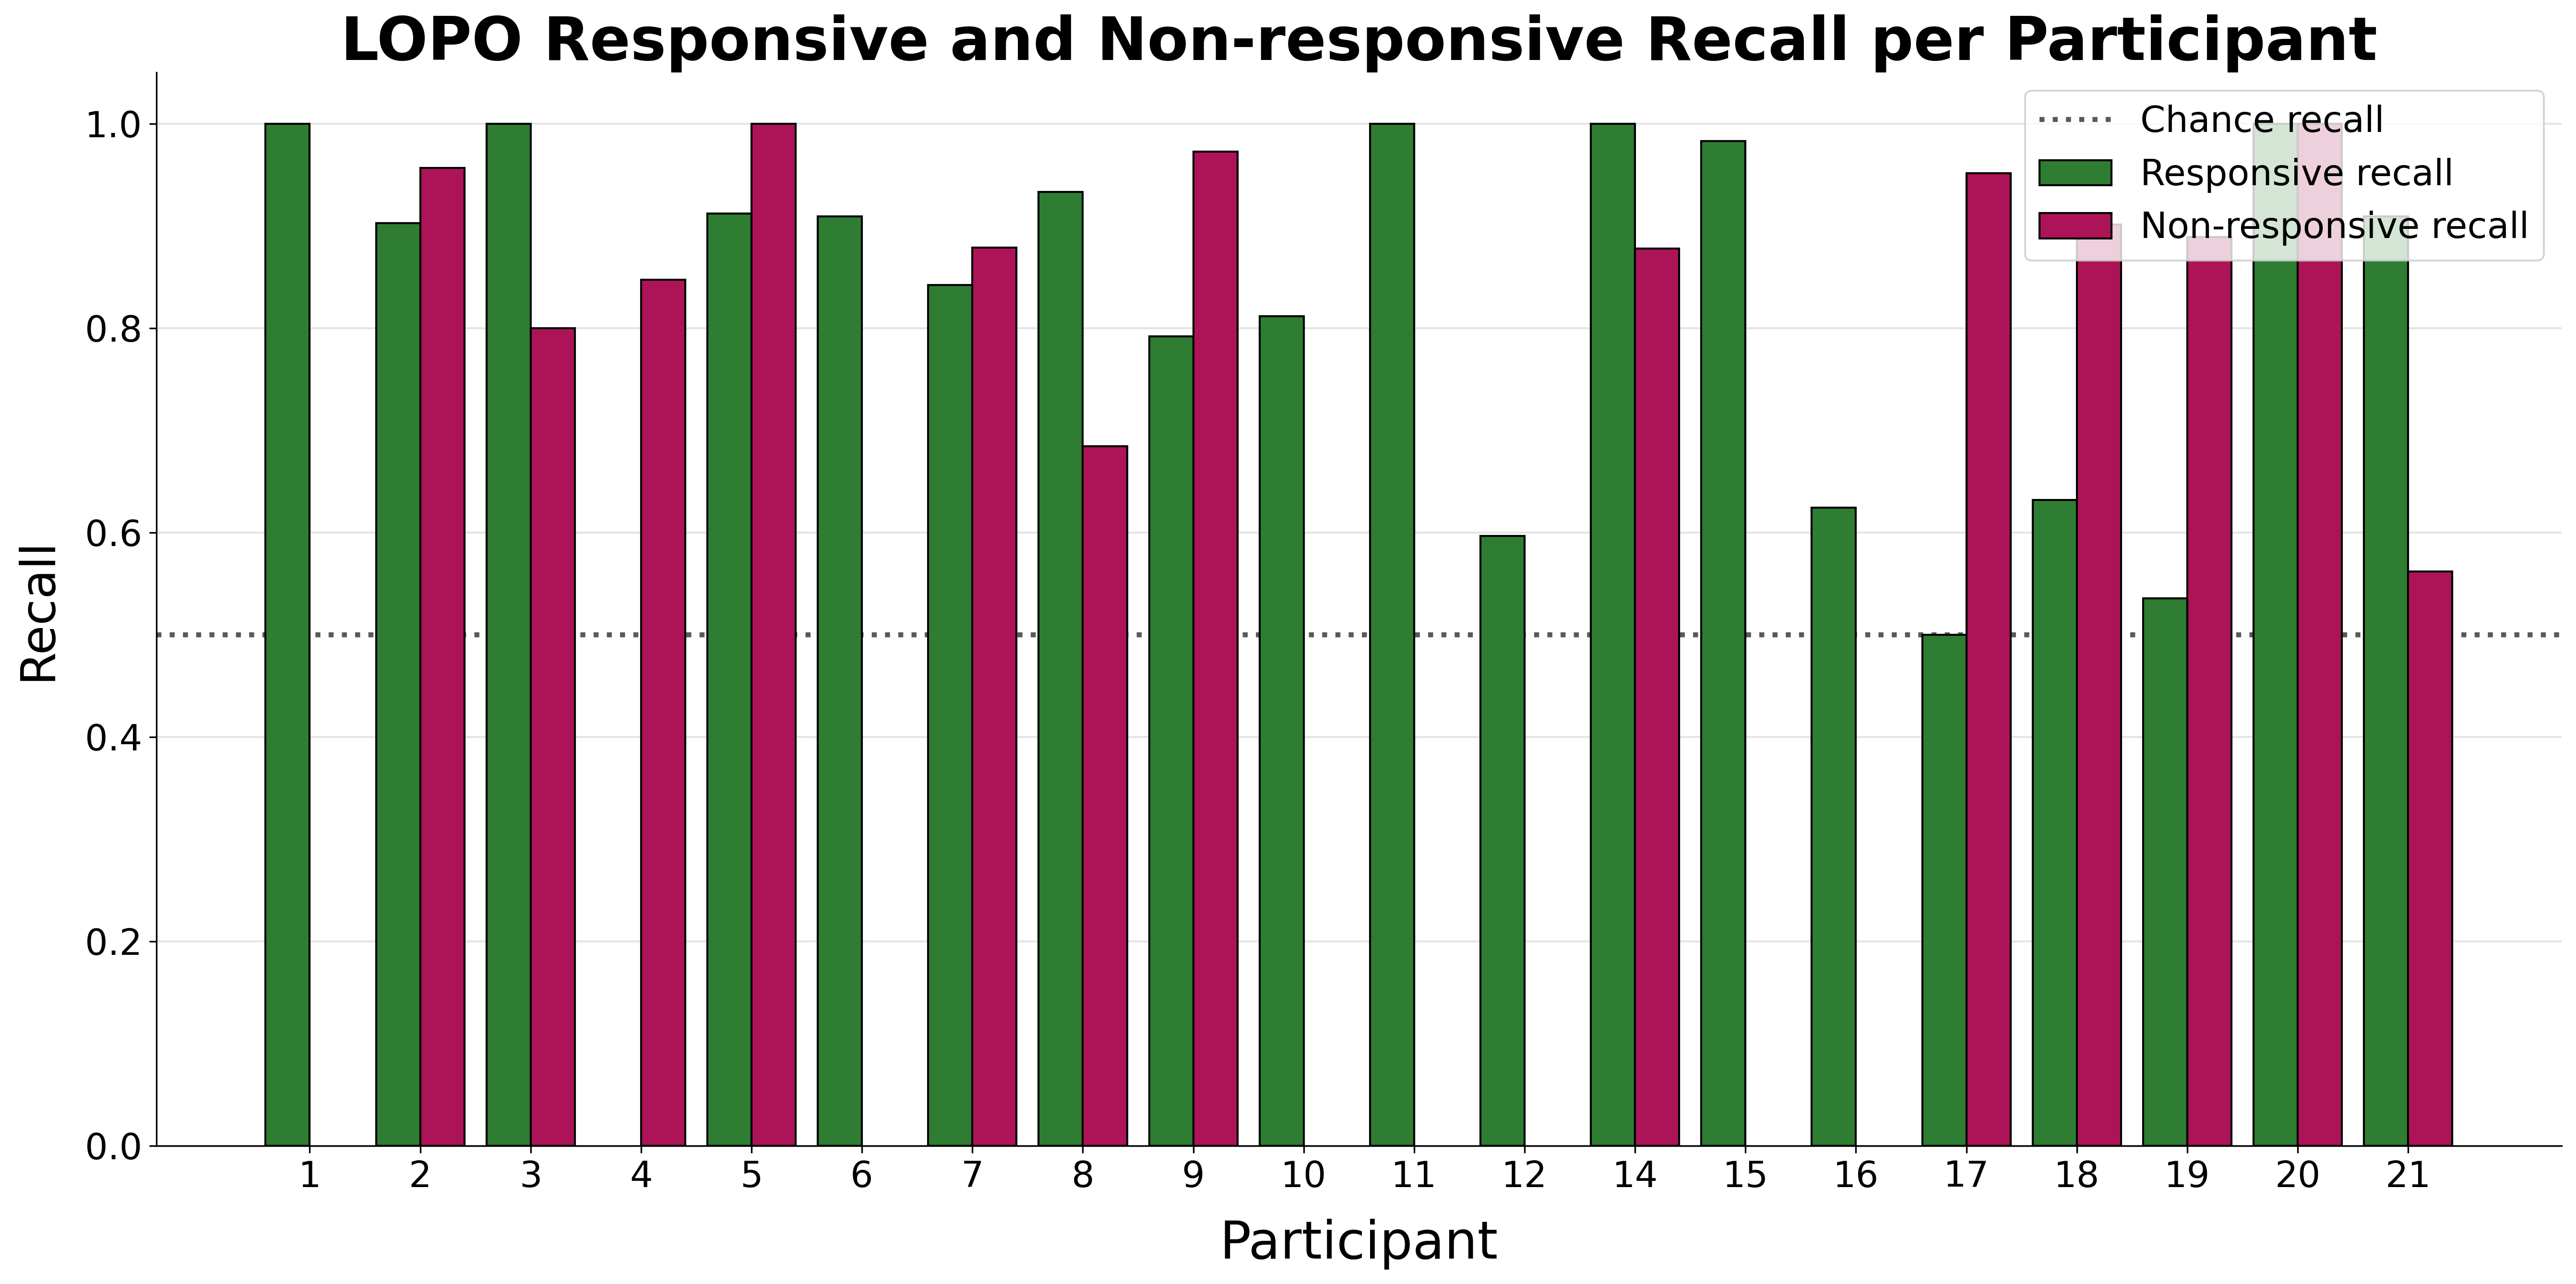 LOPO Responsive and Non-responsive Recall per Participant
Chance recall
Responsive recall
Non-responsive recall
1.0
0.8
0.6
0.4
0.2
0.0
Recall
1 2 3 4 5 6 7 8 9 10 11 12 14 15 16 17 18 19 20 21
Participant